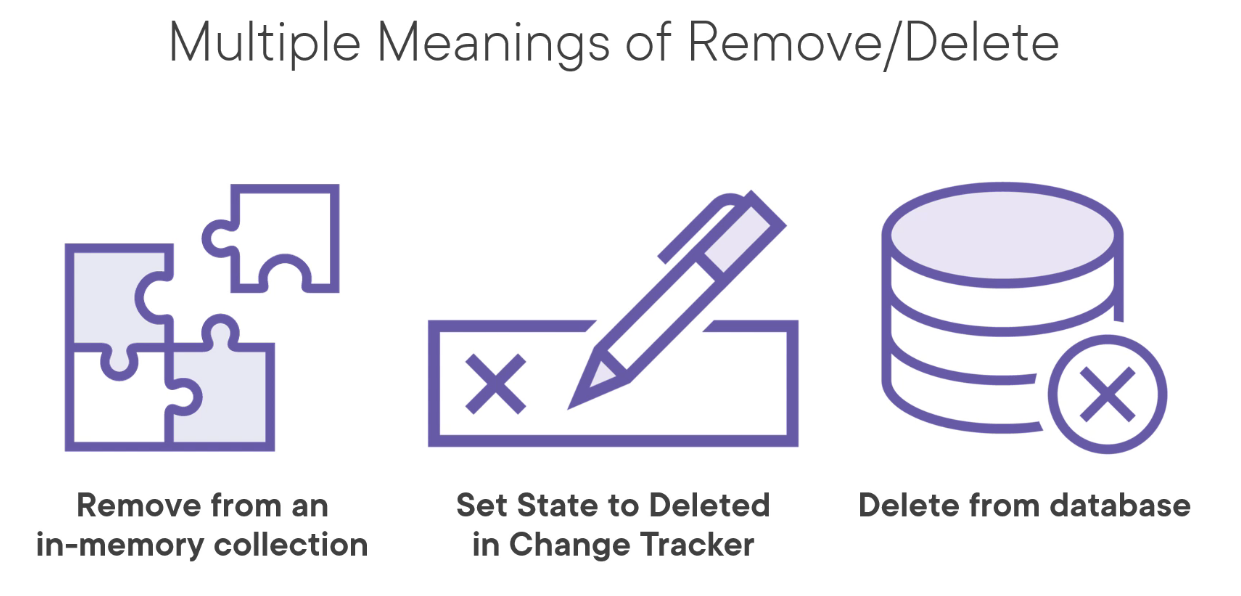 Multiple Meanings of Remove/Delete
Remove from an
in-memory collection
Set State to Deleted
in Change Tracker
Delete from database